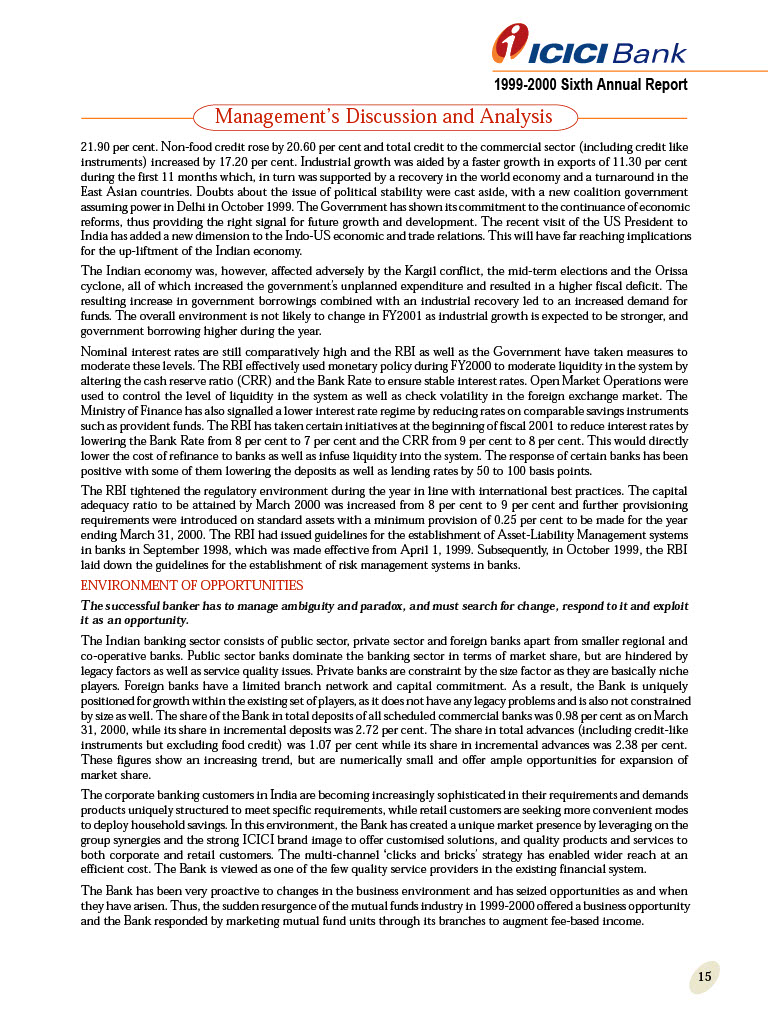 ICICI Bank
1999-2000 Sixth Annual Report
Management's Discussion and Analysis
21.90 per cent. Non-food credit rose by 20.60 per cent and total credit to the commercial sector (including credit like
instruments) increased by 17.20 per cent. Industrial growth was aided by a faster growth in exports of 11.30 per cent
during the first 11 months which, in turn was supported by a recovery in the world economy and a turnaround in the
East Asian countries. Doubts about the issue of political stability were cast aside, with a new coalition government
assuming power in Delhi in October 1999. The Government has shown its commitment to the continuance of economic
reforms, thus providing the right signal for future growth and development. The recent visit of the US President to
India has added a new dimension to the Indo-US economic and trade relations. This will have far reaching implications
for the up-liftment of the Indian economy.
The Indian economy was, however, affected adversely by the Kargil conflict, the mid-term elections and the Orissa
cyclone, all of which increased the government's unplanned expenditure and resulted in a higher fiscal deficit. The
resulting increase in government borrowings combined with an industrial recovery led to an increased demand for
funds. The overall environment is not likely to change in FY2001 as industrial growth is expected to be stronger, and
government borrowing higher during the year.
Nominal interest rates are still comparatively high and the RBI as well as the Government have taken measures to
moderate these levels. The RBI effectively used monetary policy during FY2000 to moderate liquidity in the system by
altering the cash reserve ratio (CRR) and the Bank Rate to ensure stable interest rates. Open Market Operations were
used to control the level of liquidity in the system as well as check volatility in the foreign exchange market. The
Ministry of Finance has also signalled a lower interest rate regime by reducing rates on comparable savings instruments
such as provident funds. The RBI has taken certain initiatives at the beginning of fiscal 2001 to reduce interest rates by
lowering the Bank Rate from 8 per cent to 7 per cent and the CRR from 9 per cent to 8 per cent. This would directly
lower the cost of refinance to banks as well as infuse liquidity into the system. The response of certain banks has been
positive with some of them lowering the deposits as well as lending rates by 50 to 100 basis points.
The RBI tightened the regulatory environment during the year in line with international best practices. The capital
adequacy ratio to be attained by March 2000 was increased from 8 per cent to 9 per cent and further provisioning
requirements were introduced on standard assets with a minimum provision of 0.25 per cent to be made for the year
ending March 31, 2000. The RBI had issued guidelines for the establishment of Asset-Liability Management systems
in banks in September 1998, which was made effective from April 1, 1999. Subsequently, in October 1999, the RBI
laid down the guidelines for the establishment of risk management systems in banks.
ENVIRONMENT OF OPPORTUNITIES
The successful banker has to manage ambiguity and paradox, and must search for change, respond to it and exploit
it as an opportunity.
The Indian banking sector consists of public sector, private sector and foreign banks apart from smaller regional and
co-operative banks. Public sector banks dominate the banking sector in terms of market share, but are hindered by
legacy factors as well as service quality issues. Private banks are constraint by the size factor as they are basically niche
players. Foreign banks have a limited branch network and capital commitment. As a result, the Bank is uniquely
positioned for growth within the existing set of players, as it does not have any legacy problems and is also not constrained
by size as well. The share of the Bank in total deposits of all scheduled commercial banks was 0.98 per cent as on March
31, 2000, while its share in incremental deposits was 2.72 per cent. The share in total advances (including credit-like
instruments but excluding food credit) was 1.07 per cent while its share in incremental advances was 2.38 per cent.
These figures show an increasing trend, but are numerically small and offer ample opportunities for expansion of
market share.
The corporate banking customers in India are becoming increasingly sophisticated in their requirements and demands
products uniquely structured to meet specific requirements, while retail customers are seeking more convenient modes
to deploy household savings. In this environment, the Bank has created a unique market presence by leveraging on the
group synergies and the strong ICICI brand image to offer customised solutions, and quality products and services to
both corporate and retail customers. The multi-channel 'clicks and bricks' strategy has enabled wider reach at an
efficient cost. The Bank is viewed as one of the few quality service providers in the existing financial system.
The Bank has been very proactive to changes in the business environment and has seized opportunities as and when
they have arisen. Thus, the sudden resurgence of the mutual funds industry in 1999-2000 offered a business opportunity
and the Bank responded by marketing mutual fund units through its branches to augment fee-based income.
15